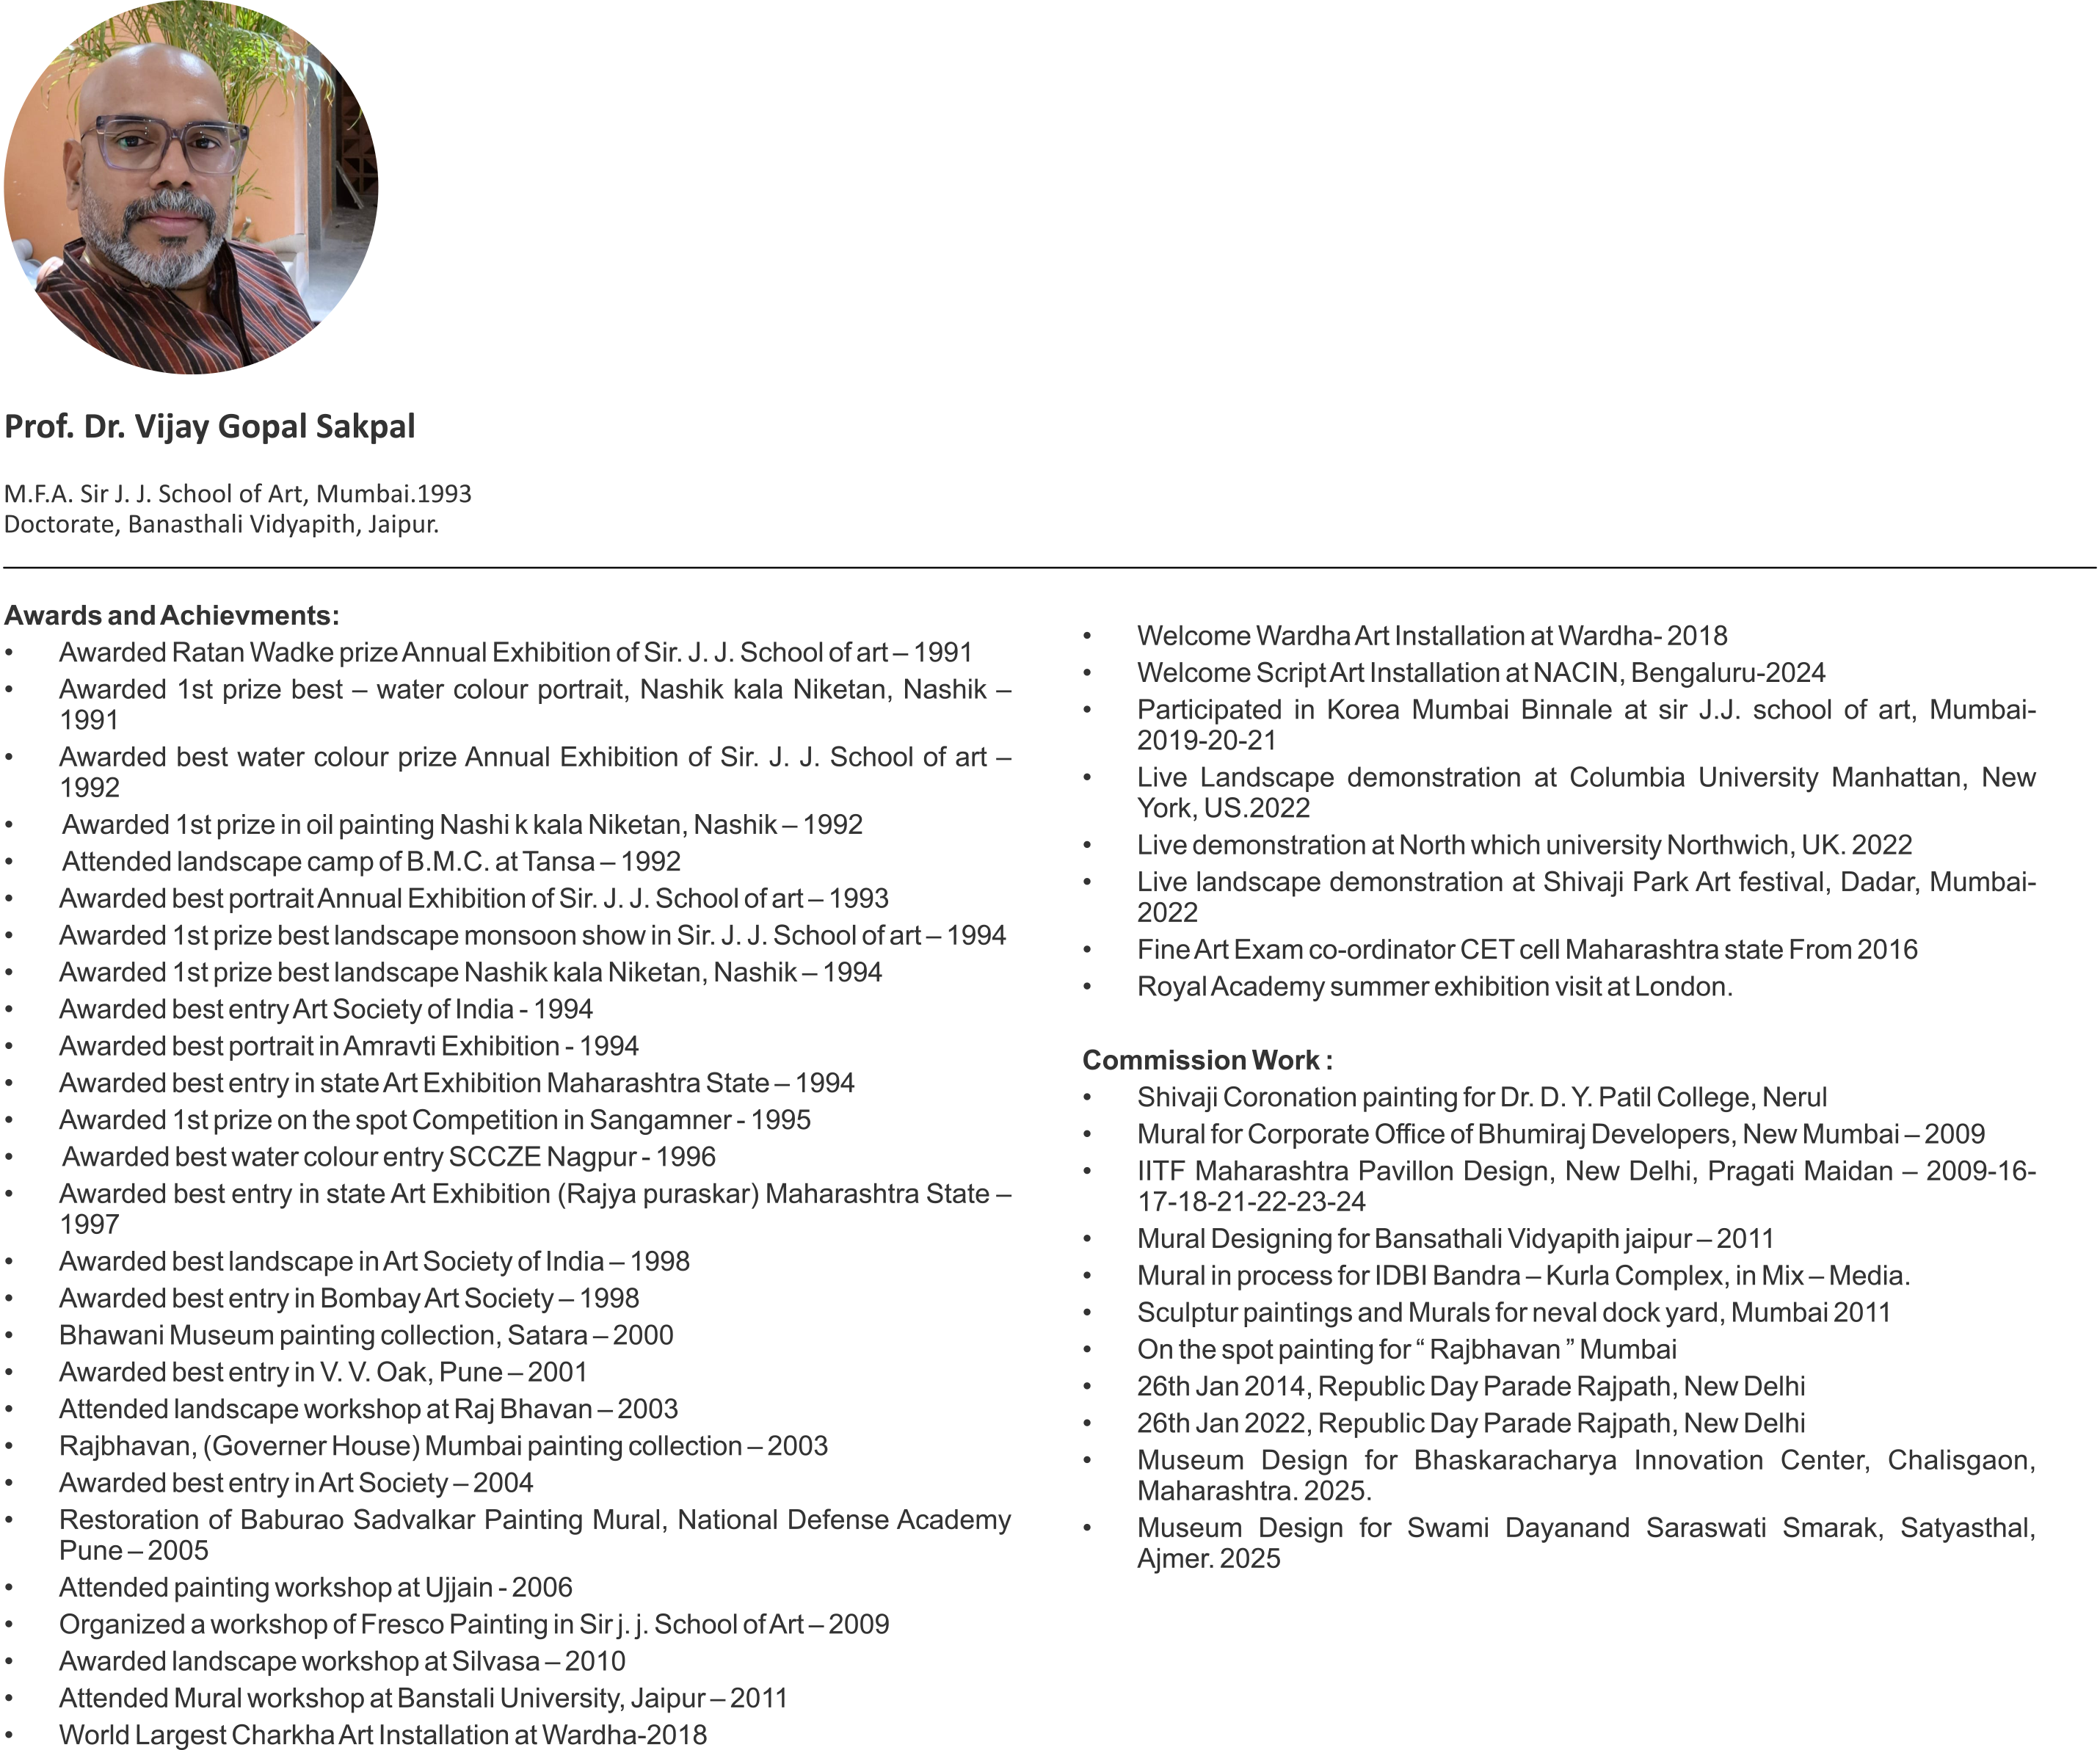 Prof. Dr. Vijay Gopal Sakpal
M.F.A. Sir J. J. School of Art, Mumbai.1993
Doctorate, Banasthali Vidyapith, Jaipur.
Awards and Achievments:
• Awarded Ratan Wadke prize Annual Exhibition of Sir. J. J. School of art – 1991
• Awarded 1st prize best – water colour portrait, Nashik kala Niketan, Nashik –
1991
• Awarded best water colour prize Annual Exhibition of Sir. J. J. School of art –
1992
• Awarded 1st prize in oil painting Nashi k kala Niketan, Nashik – 1992
• Attended landscape camp of B.M.C. at Tansa – 1992
• Awarded best portrait Annual Exhibition of Sir. J. J. School of art – 1993
• Awarded 1st prize best landscape monsoon show in Sir. J. J. School of art – 1994
• Awarded 1st prize best landscape Nashik kala Niketan, Nashik – 1994
• Awarded best entry Art Society of India - 1994
• Awarded best portrait in Amravti Exhibition - 1994
• Awarded best entry in state Art Exhibition Maharashtra State – 1994
• Awarded 1st prize on the spot Competition in Sangamner - 1995
• Awarded best water colour entry SCCZE Nagpur - 1996
• Awarded best entry in state Art Exhibition (Rajya puraskar) Maharashtra State –
1997
• Awarded best landscape in Art Society of India – 1998
• Awarded best entry in Bombay Art Society – 1998
• Bhawani Museum painting collection, Satara – 2000
• Awarded best entry in V. V. Oak, Pune – 2001
• Attended landscape workshop at Raj Bhavan – 2003
• Rajbhavan, (Governer House) Mumbai painting collection – 2003
• Awarded best entry in Art Society – 2004
• Restoration of Baburao Sadvalkar Painting Mural, National Defense Academy
Pune – 2005
• Attended painting workshop at Ujjain - 2006
• Organized a workshop of Fresco Painting in Sir j. j. School of Art – 2009
• Awarded landscape workshop at Silvasa – 2010
• Attended Mural workshop at Banstali University, Jaipur – 2011
• World Largest Charkha Art Installation at Wardha-2018
• Welcome Wardha Art Installation at Wardha- 2018
• Welcome Script Art Installation at NACIN, Bengaluru-2024
• Participated in Korea Mumbai Binnale at sir J.J. school of art, Mumbai-
2019-20-21
• Live Landscape demonstration at Columbia University Manhattan, New
York, US.2022
• Live demonstration at North which university Northwich, UK. 2022
• Live landscape demonstration at Shivaji Park Art festival, Dadar, Mumbai-
2022
• Fine Art Exam co-ordinator CET cell Maharashtra state From 2016
• Royal Academy summer exhibition visit at London.
Commission Work :
• Shivaji Coronation painting for Dr. D. Y. Patil College, Nerul
• Mural for Corporate Office of Bhumiraj Developers, New Mumbai – 2009
• IITF Maharashtra Pavillon Design, New Delhi, Pragati Maidan – 2009-16-
17-18-21-22-23-24
• Mural Designing for Bansathali Vidyapith jaipur – 2011
• Mural in process for IDBI Bandra – Kurla Complex, in Mix – Media.
• Sculptur paintings and Murals for neval dock yard, Mumbai 2011
• On the spot painting for “ Rajbhavan ” Mumbai
• 26th Jan 2014, Republic Day Parade Rajpath, New Delhi
• 26th Jan 2022, Republic Day Parade Rajpath, New Delhi
• Museum Design for Bhaskaracharya Innovation Center, Chalisgaon,
Maharashtra. 2025.
• Museum Design for Swami Dayanand Saraswati Smarak, Satyasthal,
Ajmer. 2025